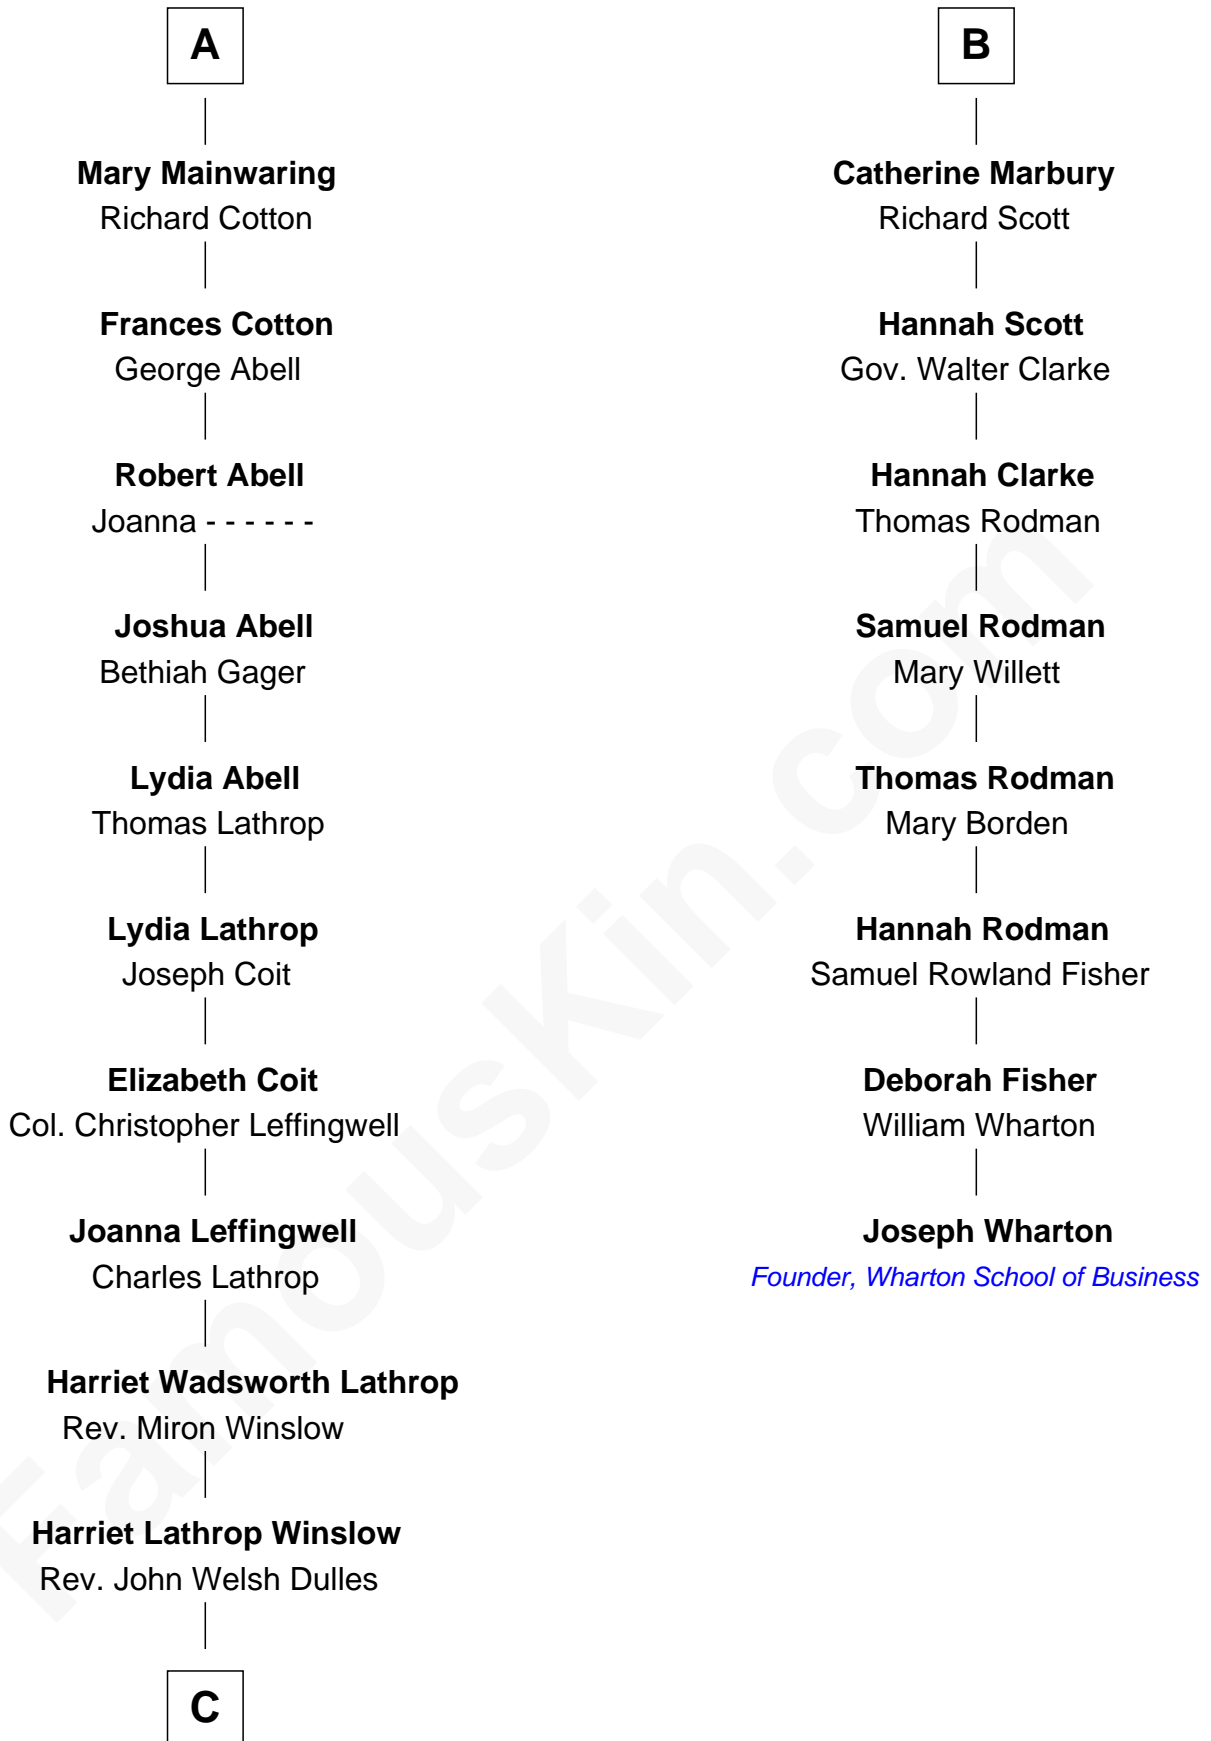 A
Mary Mainwaring
Richard Cotton
Frances Cotton
George Abell
Robert Abell
Joanna - - - - - -
Joshua Abell
Bethiah Gager
Lydia Abell
Thomas Lathrop
Lydia Lathrop
Joseph Coit
Elizabeth Coit
Col. Christopher Leffingwell
Joanna Leffingwell
Charles Lathrop
Harriet Wadsworth Lathrop
Rev. Miron Winslow
Harriet Lathrop Winslow
Rev. John Welsh Dulles
C
B
Catherine Marbury
Richard Scott
Hannah Scott
Gov. Walter Clarke
Hannah Clarke
Thomas Rodman
Samuel Rodman
Mary Willett
Thomas Rodman
Mary Borden
Hannah Rodman
Samuel Rowland Fisher
Deborah Fisher
William Wharton
Joseph Wharton
Founder, Wharton School of Business
FamousKin.com